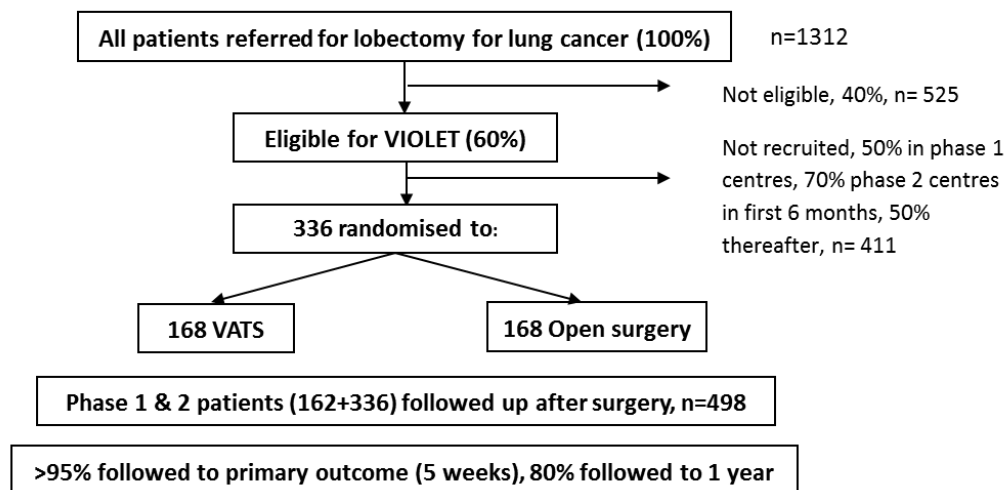 All patients referred for lobectomy for lung cancer (100%)
n=1312
Not eligible, 40%, n= 525
Eligible for VIOLET (60%)
Not recruited, 50% in phase 1
centres, 70% phase 2 centres
in first 6 months, 50%
thereafter, n= 411
336 randomised to:
168 VATS
168 Open surgery
Phase 1 & 2 patients (162+336) followed up after surgery, n=498
>95% followed to primary outcome (5 weeks), 80% followed to 1 year